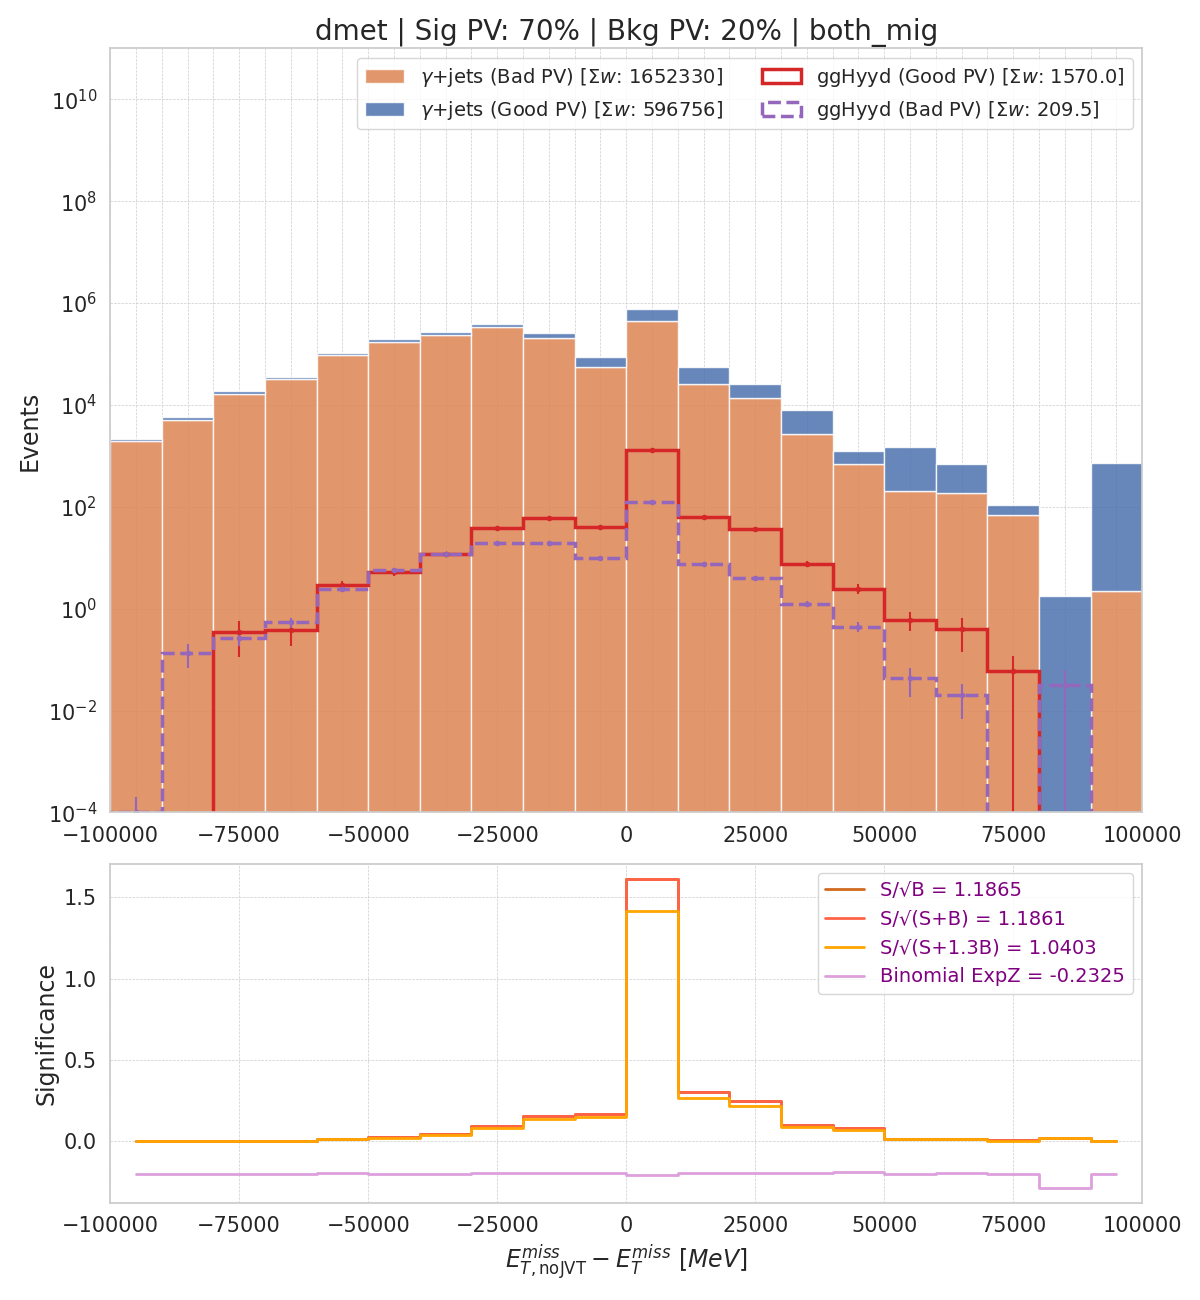 dmet | Sig PV: 70% | Bkg PV: 20% | both_mig
γ+jets (Bad PV) [Σw: 1652330]
γ+jets (Good PV) [Σw: 596756]
ggHyyd (Good PV) [Σw: 1570.0]
ggHyyd (Bad PV) [Σw: 209.5]
Events
10^10
10^8
10^6
10^4
10^2
10^0
10^−2
10^−4
−100000 −75000 −50000 −25000 0 25000 50000 75000 100000
S/√B = 1.1865
S/√(S+B) = 1.1861
S/√(S+1.3B) = 1.0403
Binomial ExpZ = -0.2325
Significance
1.5
1.0
0.5
0.0
−100000 −75000 −50000 −25000 0 25000 50000 75000 100000
E_{T,noJVT}^{miss} − E_T^{miss} [MeV]